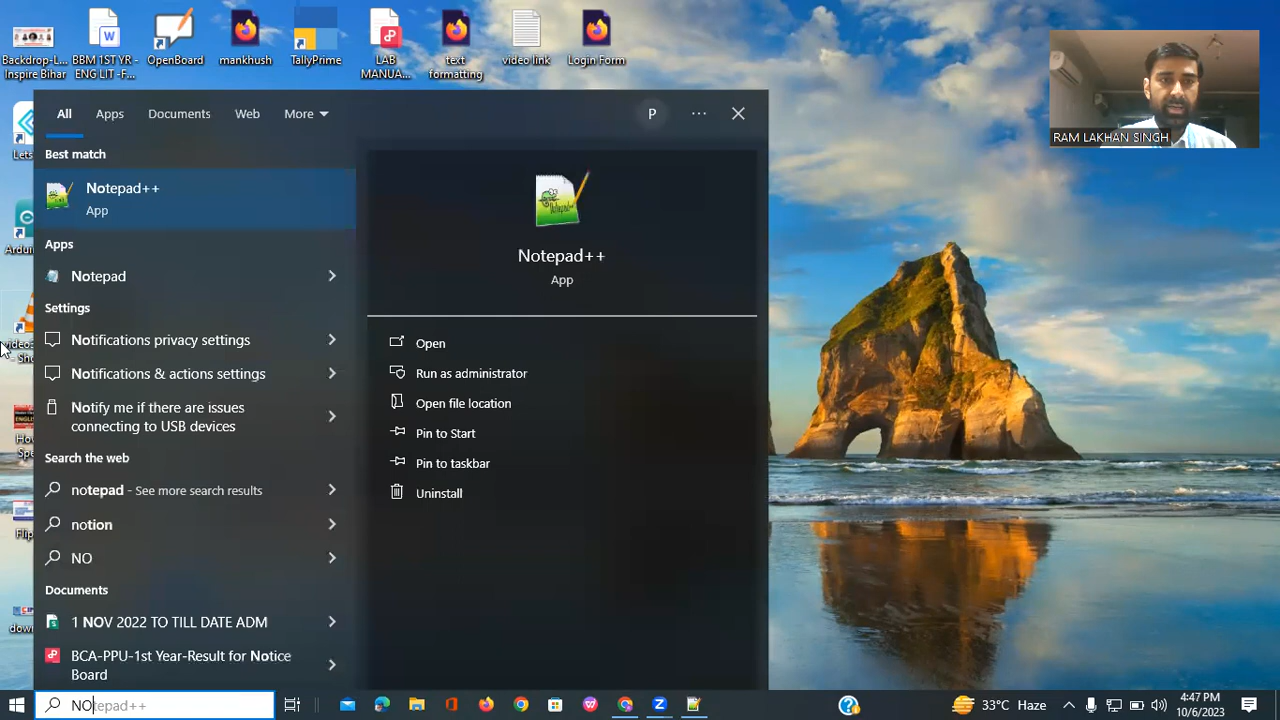 Backdrop-L...
Inspire Bihar
BBM 1ST YR -
ENG LIT -F...
OpenBoard
mankhush
TallyPrime
LAB
MANUA...
text
formatting
video link
Login Form
RAM LAKHAN SINGH
All
Apps
Documents
Web
More
P
Best match
Notepad++
App
Apps
Notepad
Settings
Notifications privacy settings
Notifications & actions settings
Notify me if there are issues
connecting to USB devices
Search the web
notepad - See more search results
notion
NO
Documents
1 NOV 2022 TO TILL DATE ADM
BCA-PPU-1st Year-Result for Notice
Board
Notepad++
App
Open
Run as administrator
Open file location
Pin to Start
Pin to taskbar
Uninstall
NOtepad++
33°C Haze
4:47 PM
10/6/2023